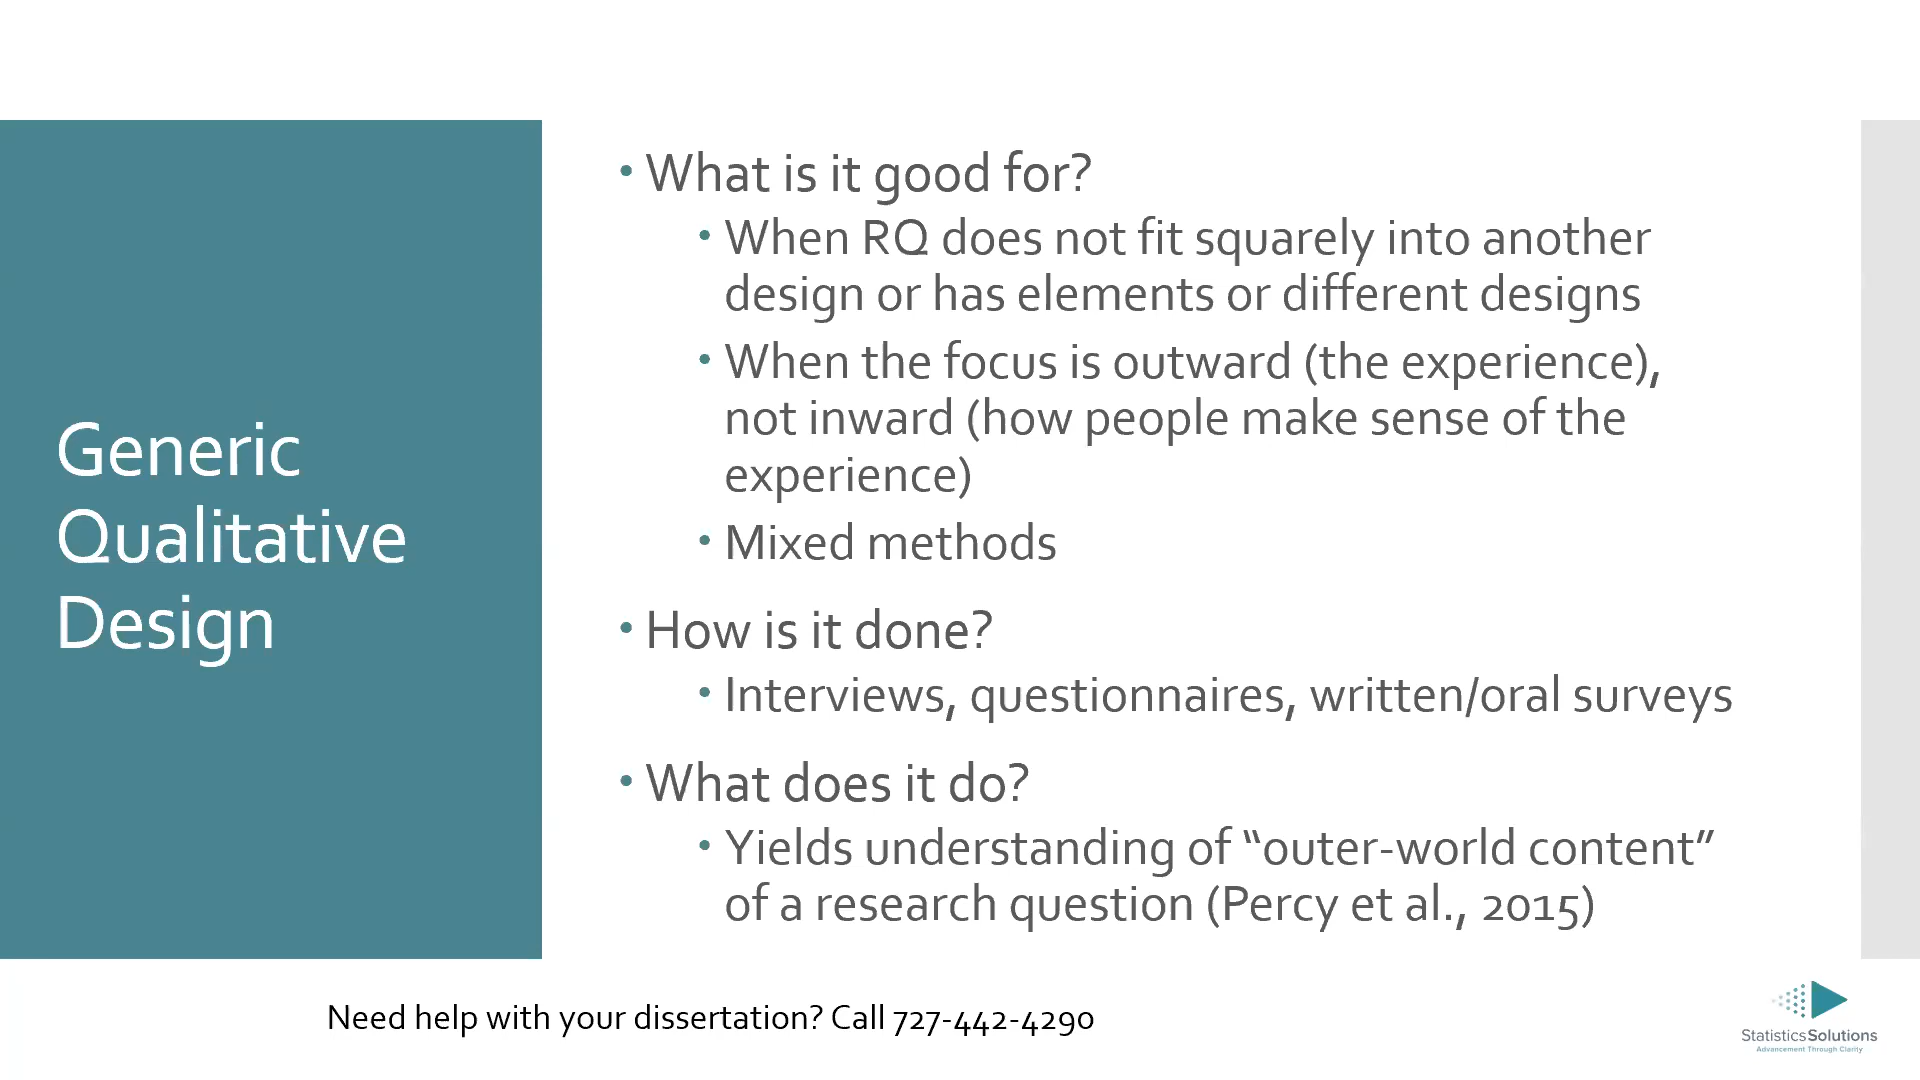 Generic
Qualitative
Design
• What is it good for?
• When RQ does not fit squarely into another
design or has elements or different designs
• When the focus is outward (the experience),
not inward (how people make sense of the
experience)
• Mixed methods
• How is it done?
• Interviews, questionnaires, written/oral surveys
• What does it do?
• Yields understanding of “outer-world content”
of a research question (Percy et al., 2015)
Need help with your dissertation? Call 727-442-4290
StatisticsSolutions
Advancement Through Clarity